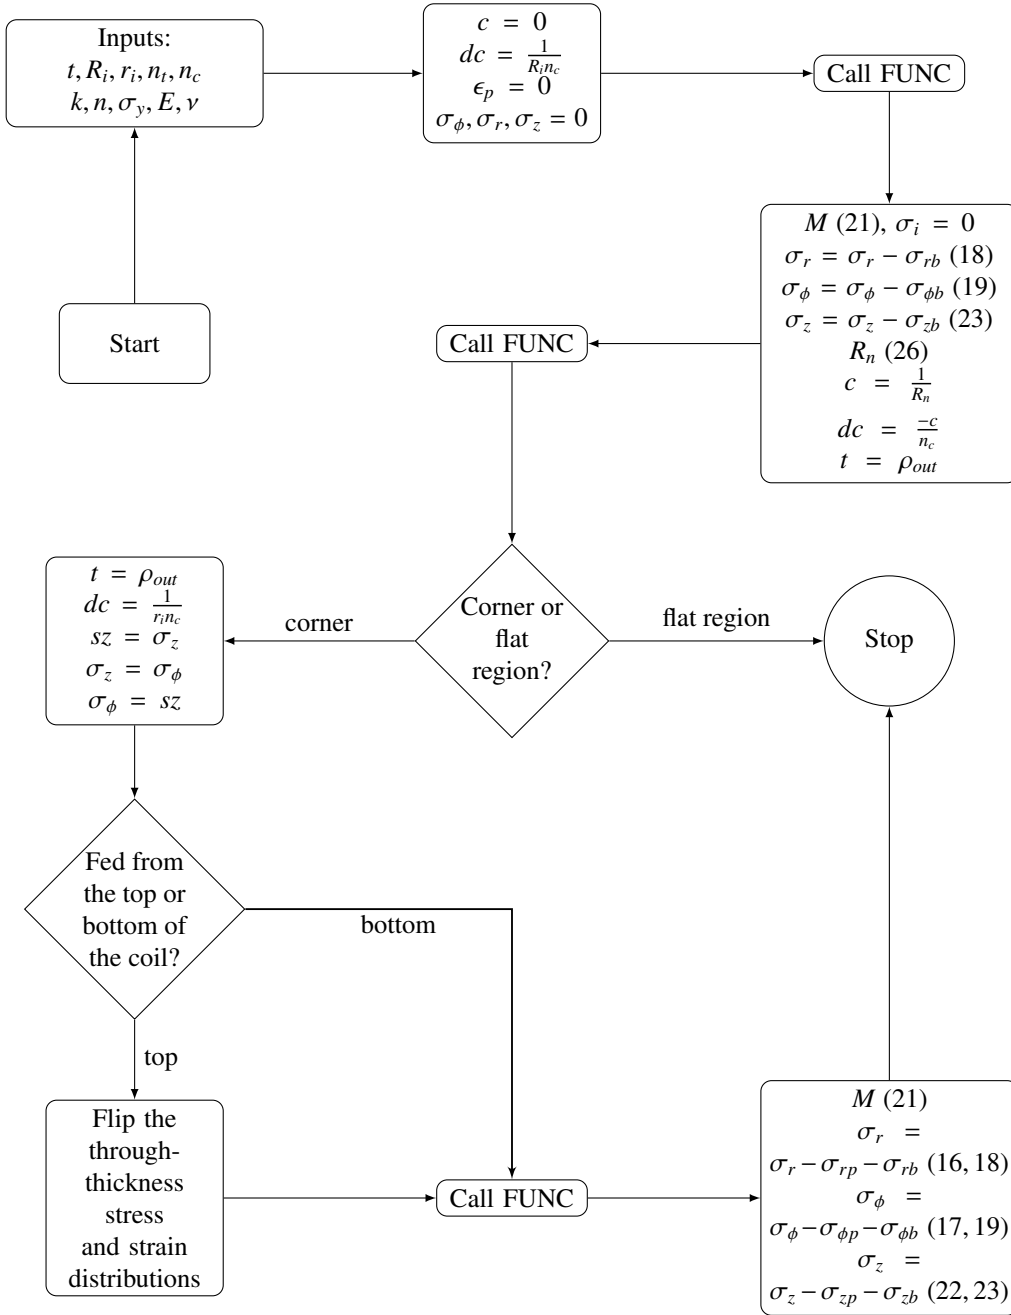 Inputs:
t, R_i, r_i, n_t, n_c
k, n, σ_y, E, ν
c = 0
dc = 1/(R_i n_c)
ϵ_p = 0
σ_ϕ, σ_r, σ_z = 0
Call FUNC
Start
M (21), σ_i = 0
σ_r = σ_r − σ_rb (18)
σ_ϕ = σ_ϕ − σ_ϕb (19)
σ_z = σ_z − σ_zb (23)
R_n (26)
c = 1/R_n
dc = −c/n_c
t = ρ_out
Call FUNC
Corner or
flat
region?
corner
flat region
Stop
t = ρ_out
dc = 1/(r_i n_c)
sz = σ_z
σ_z = σ_ϕ
σ_ϕ = sz
Fed from
the top or
bottom of
the coil?
bottom
top
Flip the
through-
thickness
stress
and strain
distributions
Call FUNC
M (21)
σ_r =
σ_r − σ_rp − σ_rb (16, 18)
σ_ϕ =
σ_ϕ − σ_ϕp − σ_ϕb (17, 19)
σ_z =
σ_z − σ_zp − σ_zb (22, 23)